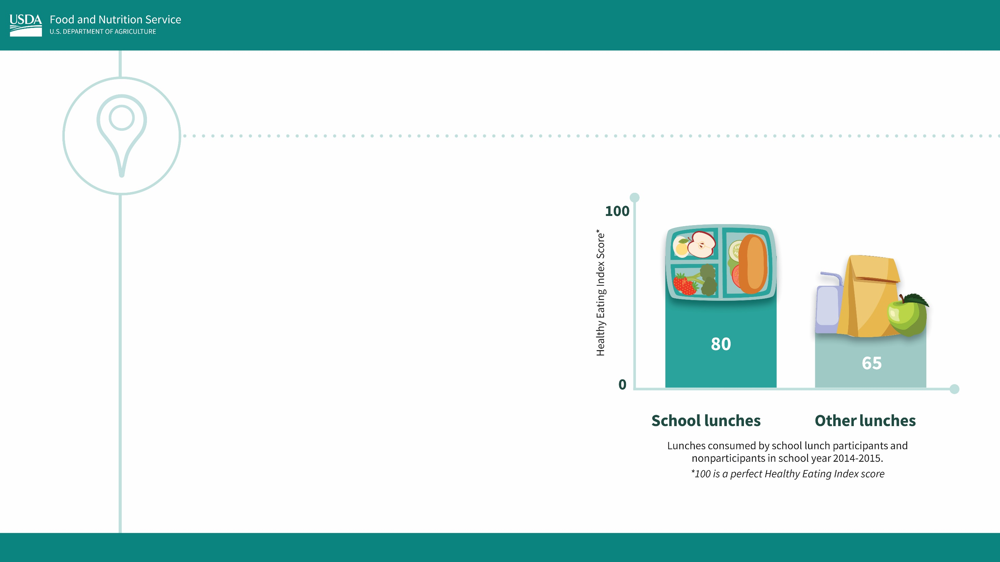 USDA Food and Nutrition Service
U.S. DEPARTMENT OF AGRICULTURE
100
Healthy Eating Index Score*
80
65
0
School lunches
Other lunches
Lunches consumed by school lunch participants and
nonparticipants in school year 2014-2015.
*100 is a perfect Healthy Eating Index score